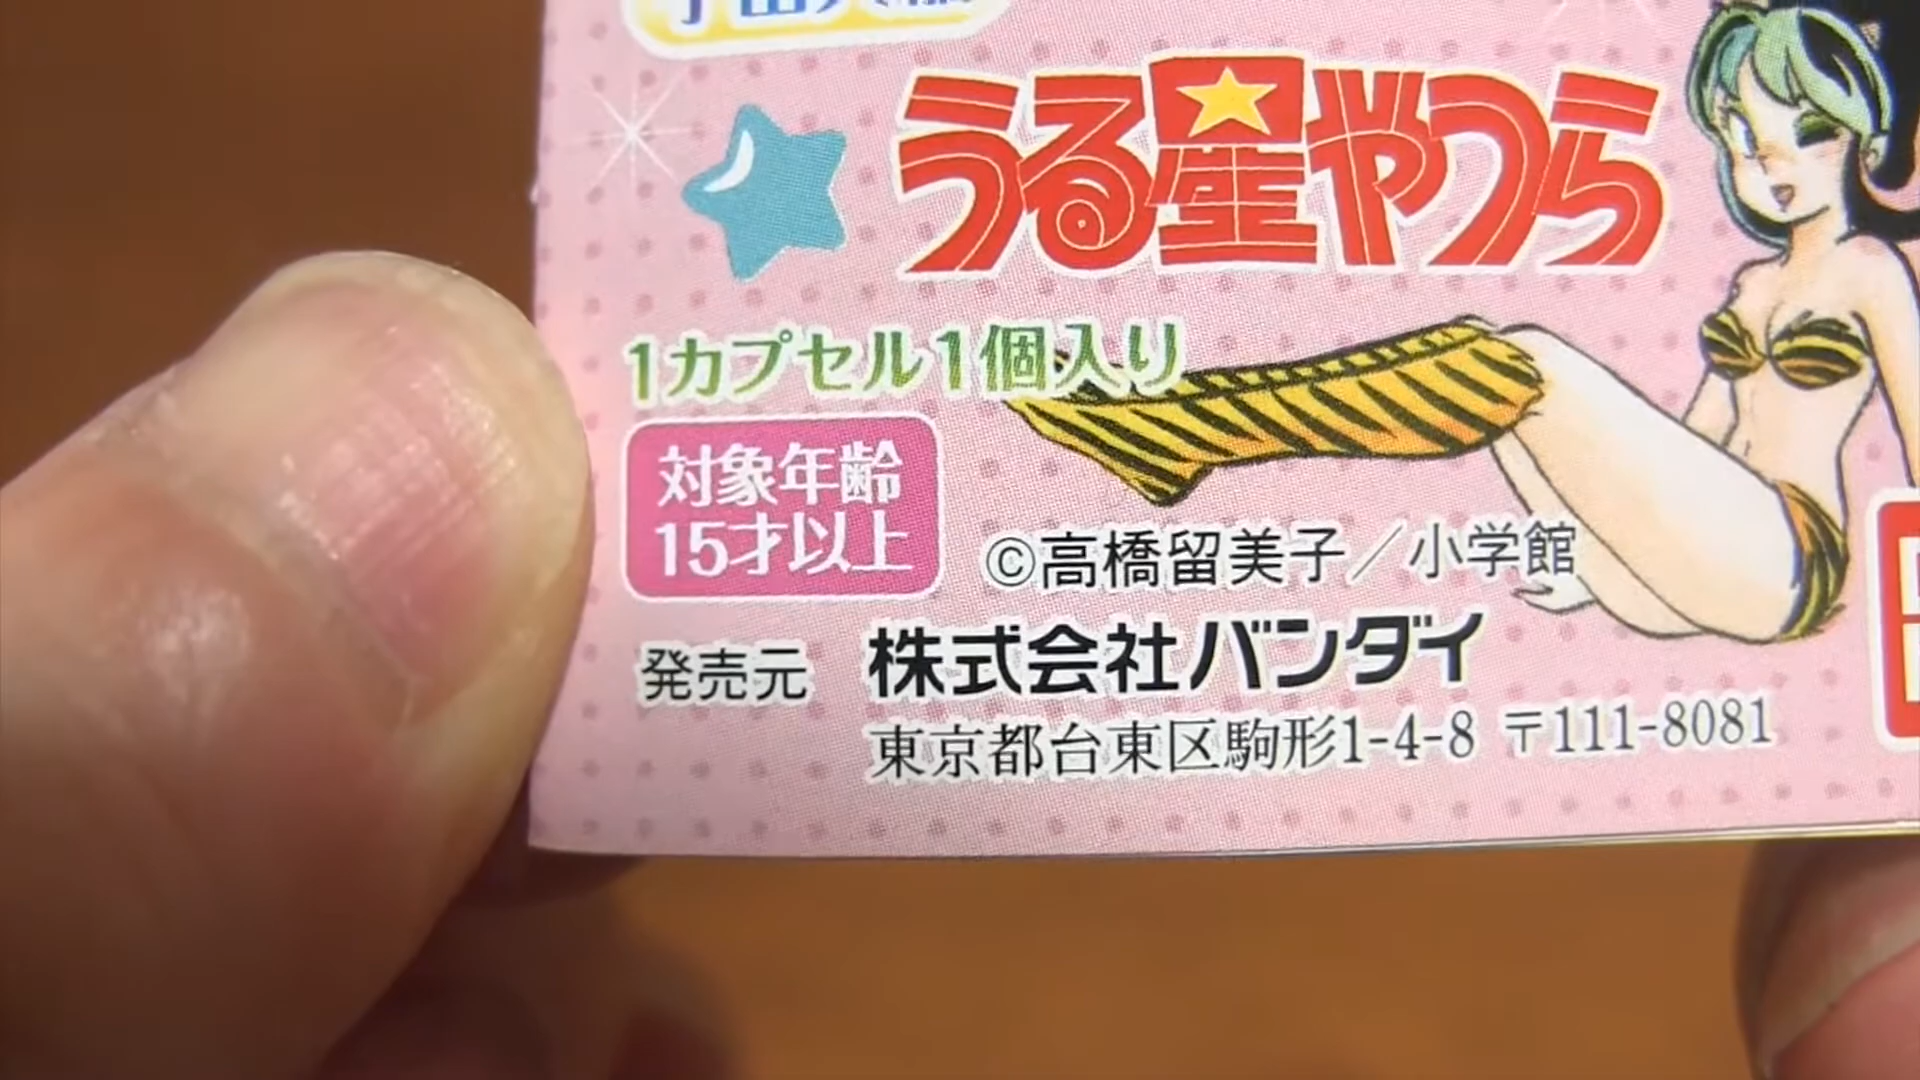 うる星やつら
1カプセル1個入り
対象年齢
15才以上
©高橋留美子／小学館
発売元 株式会社バンダイ
東京都台東区駒形1-4-8 〒111-8081